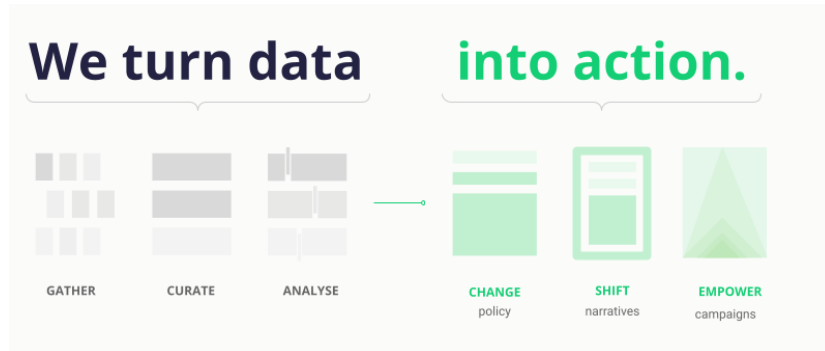 We turn data into action.
GATHER CURATE ANALYSE
CHANGE SHIFT EMPOWER
policy narratives campaigns